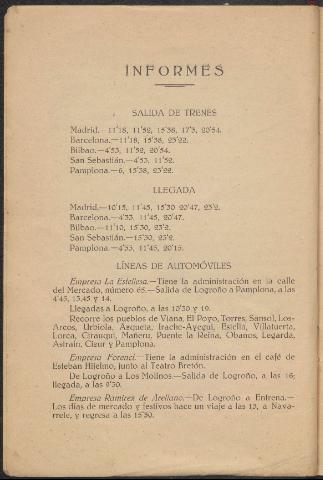 INFORMES
SALIDA DE TRENES
Madrid.—11'18, 11'52, 15'38, 17'5, 20'54.
Barcelona.—11'18, 15'38, 23'22.
Bilbao.—4'53, 11'52, 20'54.
San Sebastián.—4'53, 11'52.
Pamplona.—6, 15'38, 23'22.
LLEGADA
Madrid.—10'15, 11'45, 15'30 20'47, 23'2.
Barcelona.—4'33, 11'45, 20'47.
Bilbao.—11'10, 15'30, 23'2.
San Sebastián.—15'30, 23'2.
Pamplona.—4'33, 11'45, 20'15.
LÍNEAS DE AUTOMÓVILES
Empresa La Estellesa.—Tiene la administración en la calle
del Mercado, número 65.—Salida de Logroño a Pamplona, a las
4'45, 13,45 y 14.
Llegadas a Logroño, a las 10'30 y 19.
Recorre los pueblos de Viana, El Poyo, Torres, Sansol, Los-
Arcos, Urbiola, Azqueta, Irache-Ayegui, Estella, Villatuerta,
Lorca, Cirauqui, Mañeru, Puente la Reina, Obanos, Legarda,
Astraín, Cizur y Pamplona.
Empresa Forenci.—Tiene la administración en el café de
Esteban Hijelmo, junto al Teatro Bretón.
De Logroño a Los Molinos.—Salida de Logroño, a las 16;
llegada, a las 9'30.
Empresa Ramírez de Arellano.—De Logroño a Entrena.—
Los días de mercado y festivos hace un viaje a las 13, a Nava-
rrete, y regresa a las 15'30.